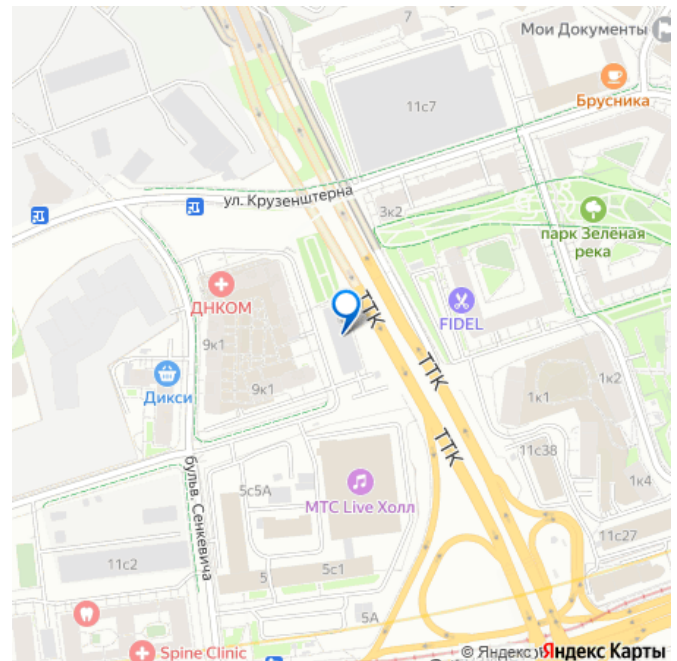 7
Мои Документы
Брусника
11с7
ул. Крузенштерна
3к2
парк Зелёная
река
ДНКОМ
ТТК
FIDEL
9к1
ТТК
Дикси
9к1
1к1
1к2
ТТК
11с38
бульв. Сенкевича
5с5А
МТС Live Холл
1к4
11с2
5
5с1
11с27
5А
Spine Clinic
© Яндекс
Яндекс Карты